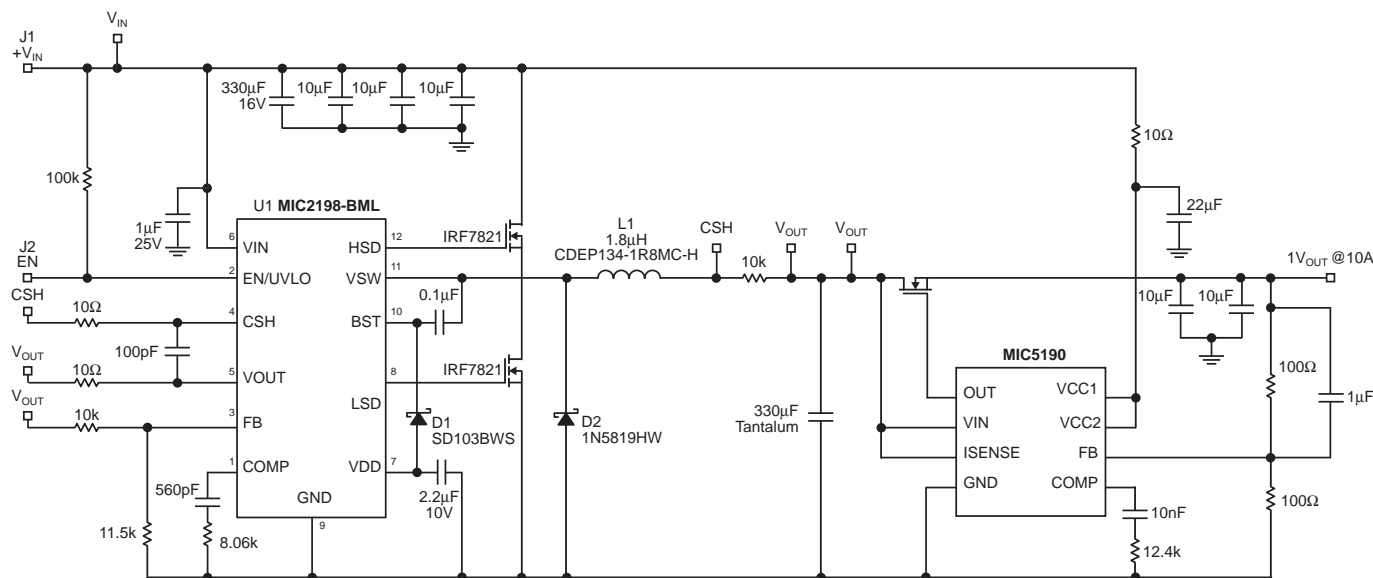 J1
+VIN
VIN
330µF
16V
10µF
10µF
10µF
100k
1µF
25V
10Ω
22µF
U1 MIC2198-BML
6
VIN
HSD
12
IRF7821
J2
EN
2
EN/UVLO
VSW
11
L1
1.8µH
CDEP134-1R8MC-H
CSH
10k
VOUT
VOUT
1VOUT @10A
CSH
10Ω
4
CSH
BST
10
0.1µF
100pF
VOUT
10Ω
5
VOUT
8
IRF7821
LSD
VOUT
10k
3
FB
D1
SD103BWS
D2
1N5819HW
330µF
Tantalum
1
COMP
VDD
7
560pF
GND
9
2.2µF
10V
11.5k
8.06k
MIC5190
OUT
VCC1
VIN
VCC2
ISENSE
FB
GND
COMP
10µF
10µF
100Ω
1µF
100Ω
10nF
12.4k